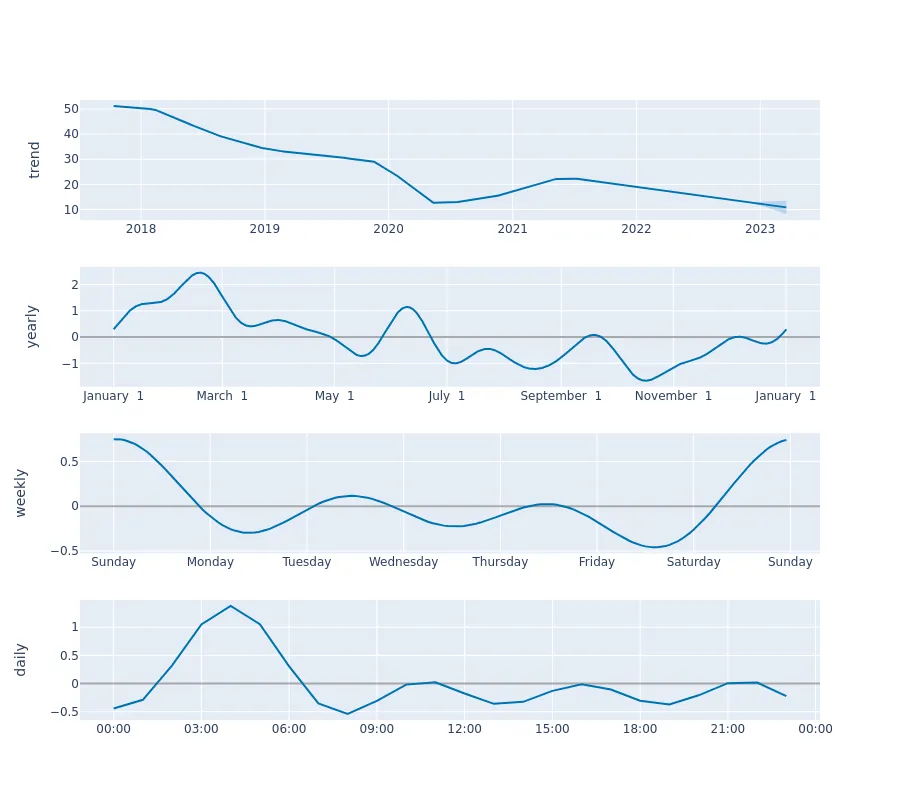 trend
50
40
30
20
10
2018 2019 2020 2021 2022 2023
yearly
2
1
0
−1
January 1 March 1 May 1 July 1 September 1 November 1 January 1
weekly
0.5
0
−0.5
Sunday Monday Tuesday Wednesday Thursday Friday Saturday Sunday
daily
1
0.5
0
−0.5
00:00 03:00 06:00 09:00 12:00 15:00 18:00 21:00 00:00